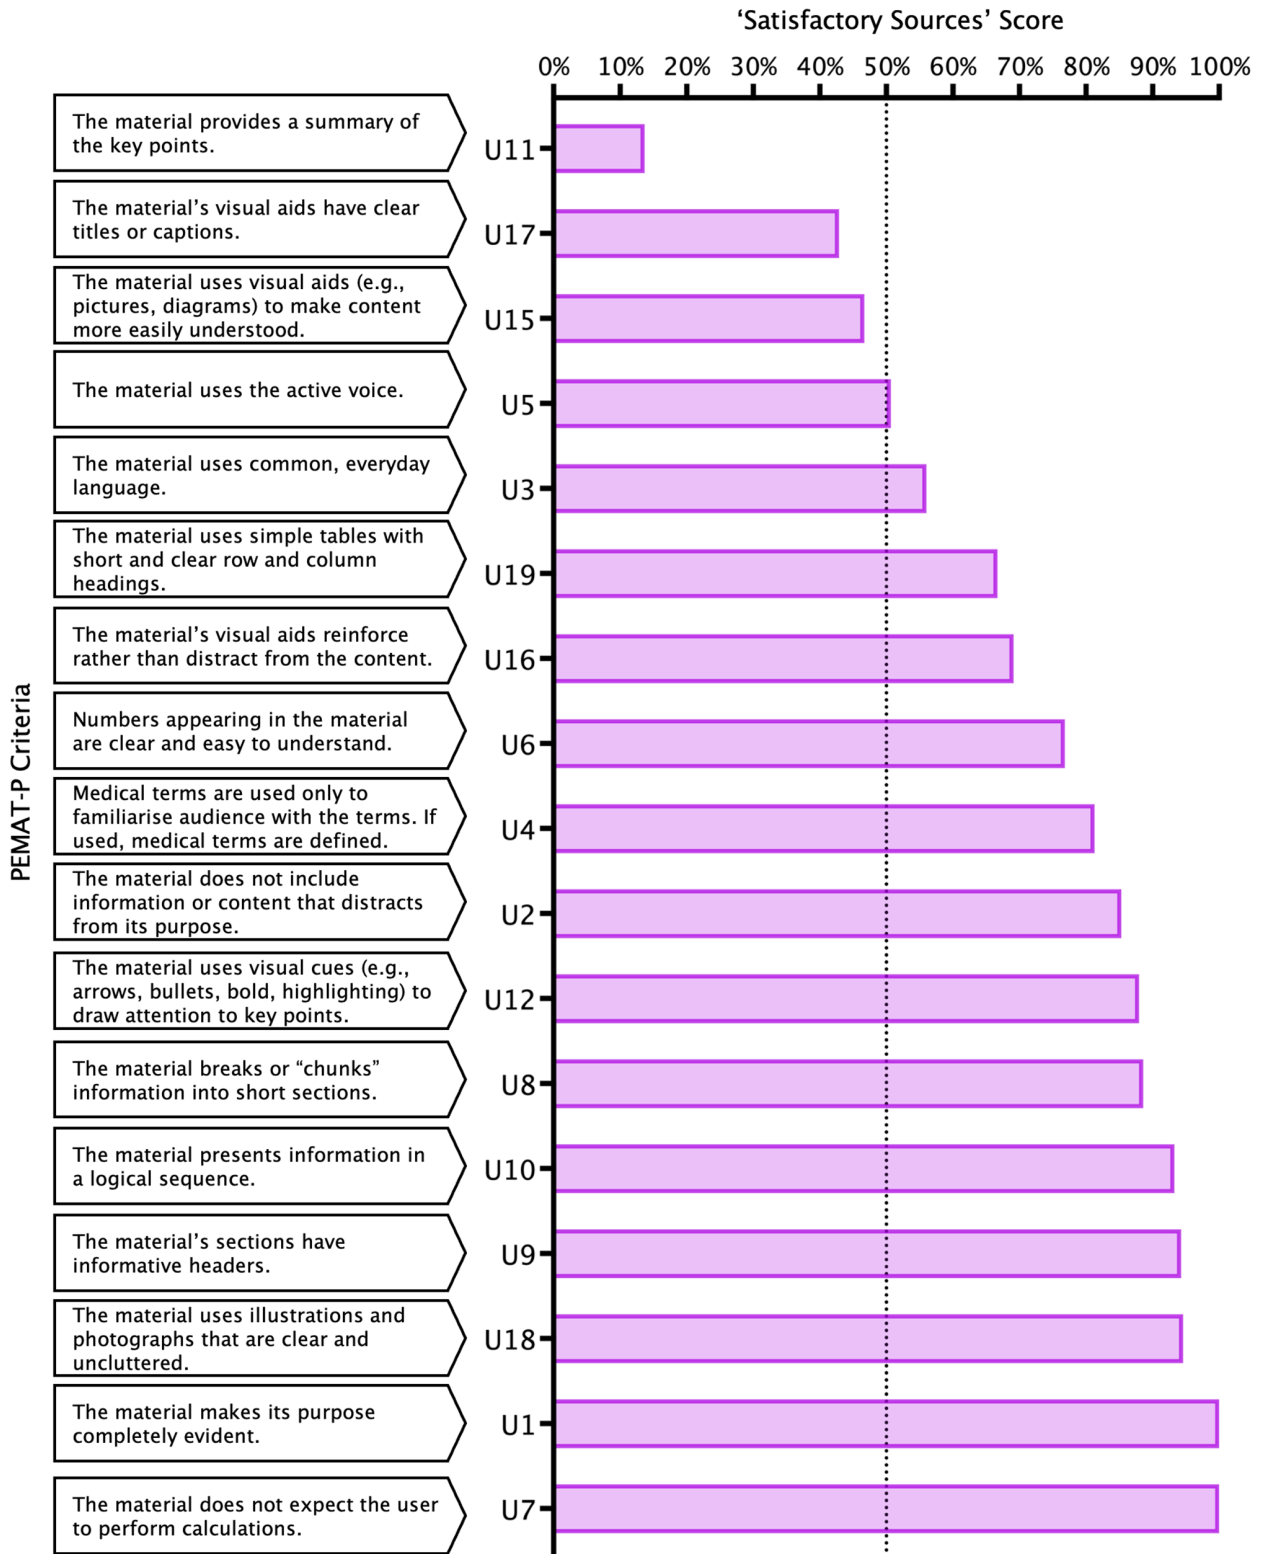 ‘Satisfactory Sources’ Score
0% 10% 20% 30% 40% 50% 60% 70% 80% 90% 100%
PEMAT-P Criteria
The material provides a summary of
the key points.
U11
The material’s visual aids have clear
titles or captions.
U17
The material uses visual aids (e.g.,
pictures, diagrams) to make content
more easily understood.
U15
The material uses the active voice.
U5
The material uses common, everyday
language.
U3
The material uses simple tables with
short and clear row and column
headings.
U19
The material’s visual aids reinforce
rather than distract from the content.
U16
Numbers appearing in the material
are clear and easy to understand.
U6
Medical terms are used only to
familiarise audience with the terms. If
used, medical terms are defined.
U4
The material does not include
information or content that distracts
from its purpose.
U2
The material uses visual cues (e.g.,
arrows, bullets, bold, highlighting) to
draw attention to key points.
U12
The material breaks or “chunks”
information into short sections.
U8
The material presents information in
a logical sequence.
U10
The material’s sections have
informative headers.
U9
The material uses illustrations and
photographs that are clear and
uncluttered.
U18
The material makes its purpose
completely evident.
U1
The material does not expect the user
to perform calculations.
U7